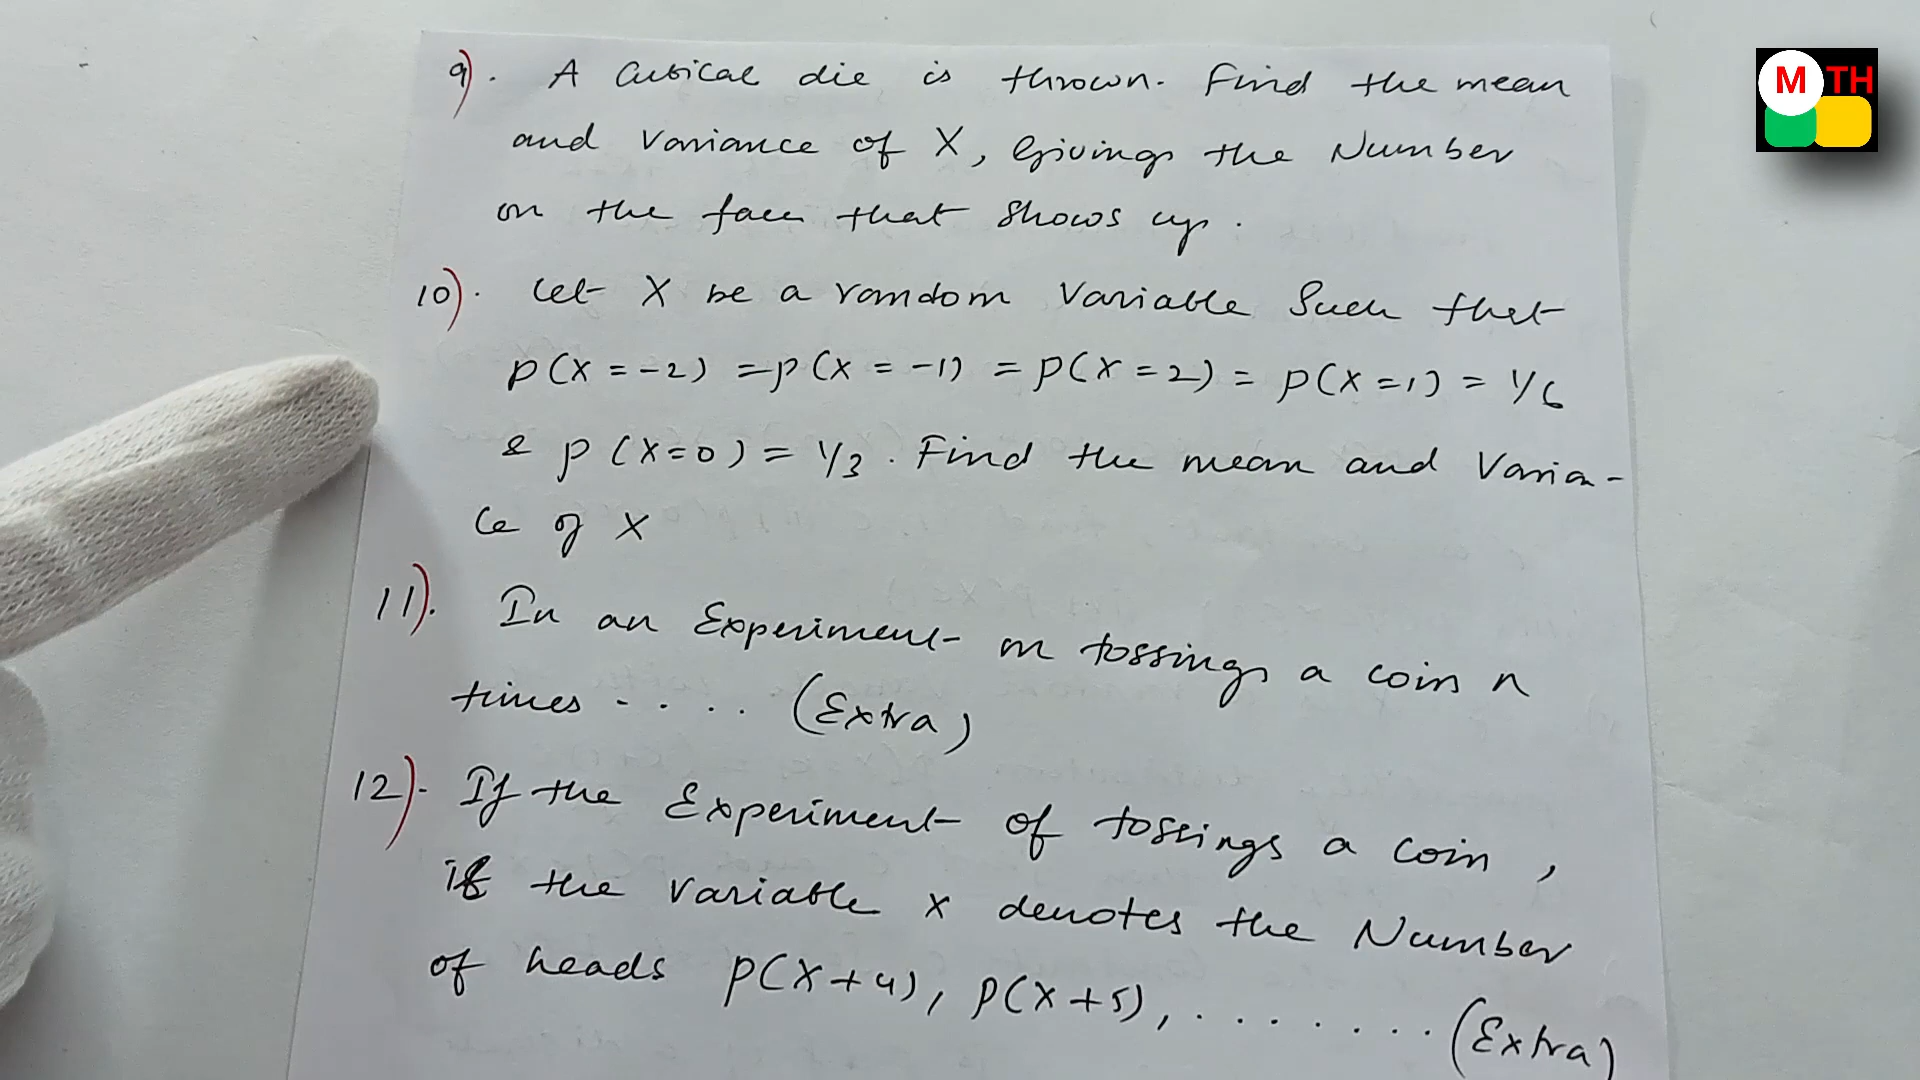 9). A Cubical die is thrown. Find the mean
and Variance of X, Giving the Number
on the face that shows up.
10). Let X be a random Variable Such that
P(X = -2) = P(X = -1) = P(X = 2) = P(X = 1) = 1/6
& P(X=0) = 1/3. Find the mean and Varian-
ce of X
11). In an Experiment on tossing a coin n
times .... (Extra)
12). If the Experiment of tossing a coin,
if the variable x denotes the Number
of heads P(X+4), P(X+5), ........ (Extra)
M TH